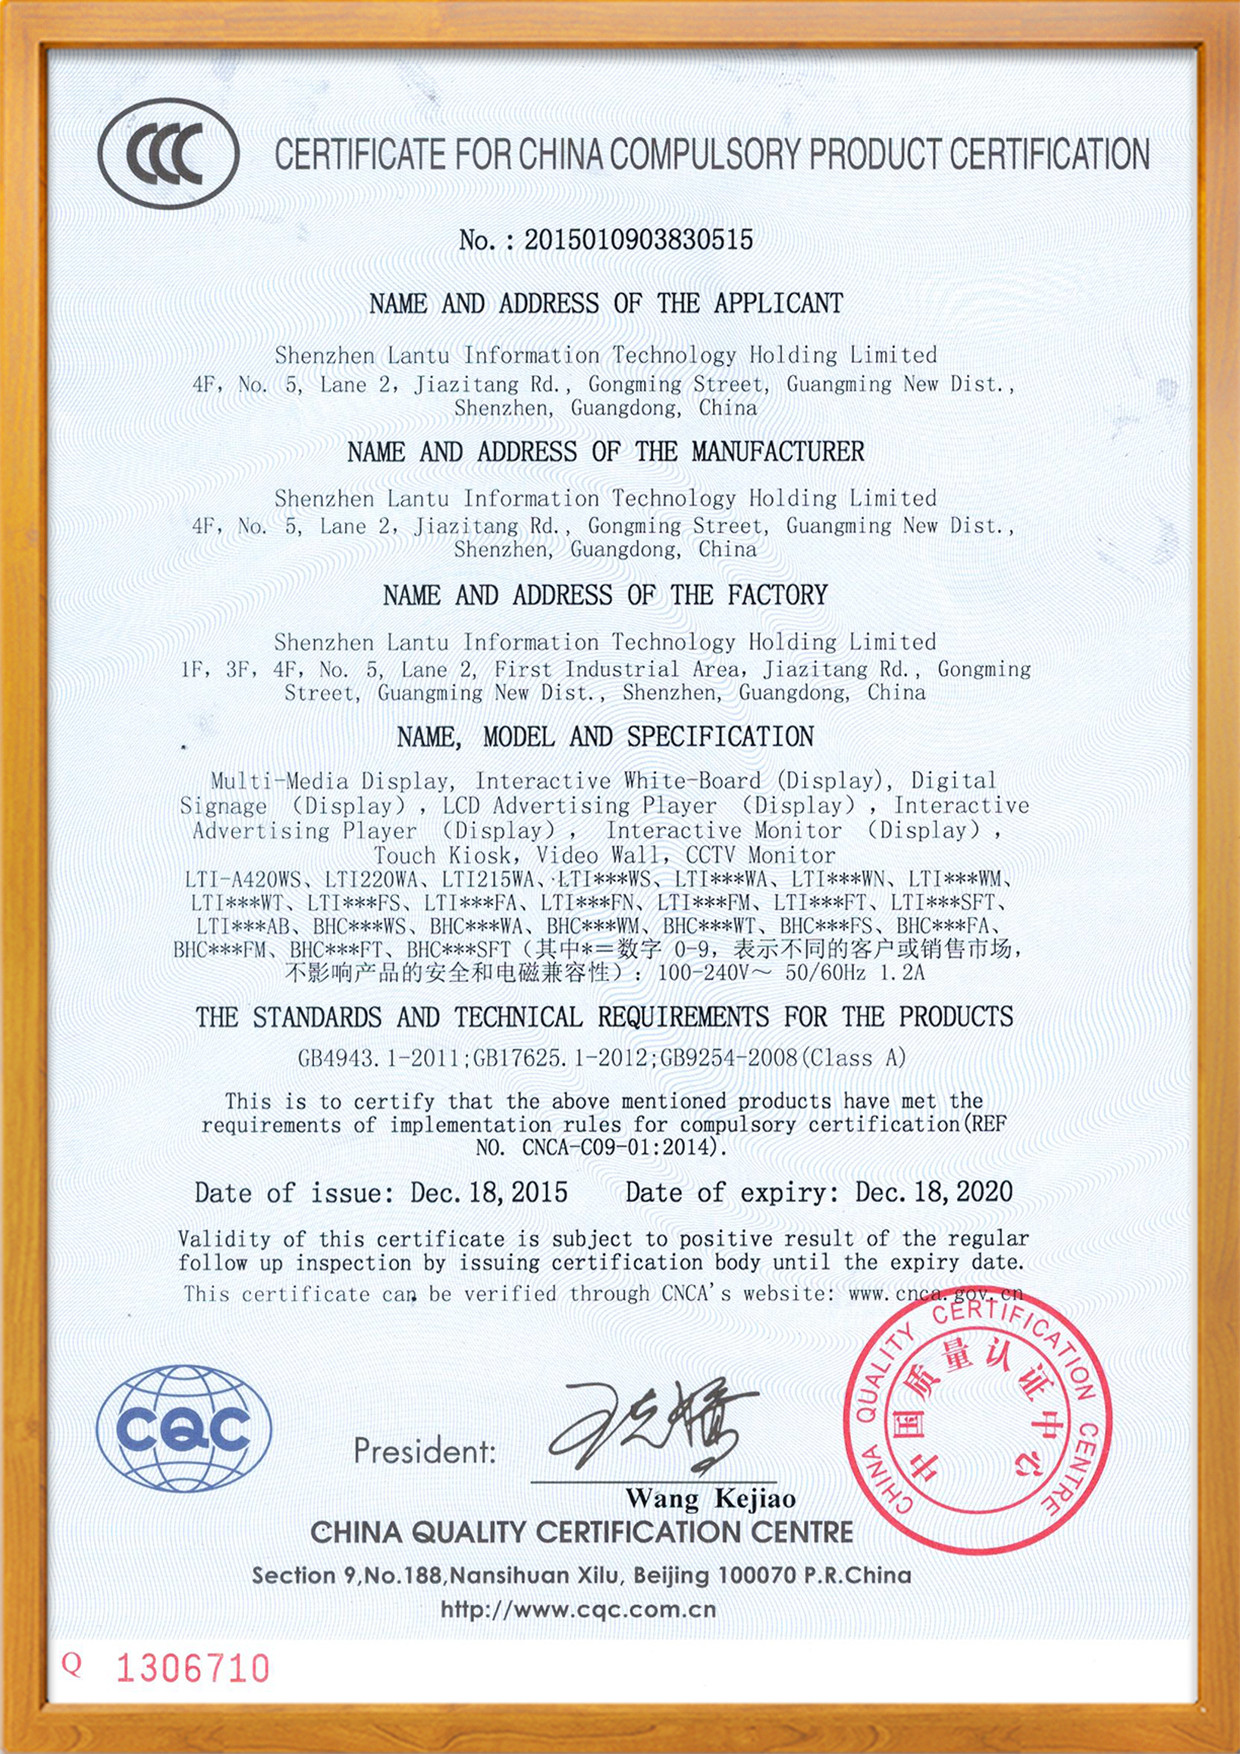 CCC
CERTIFICATE FOR CHINA COMPULSORY PRODUCT CERTIFICATION
No. : 2015010903830515
NAME AND ADDRESS OF THE APPLICANT
Shenzhen Lantu Information Technology Holding Limited
4F, No. 5, Lane 2, Jiazitang Rd., Gongming Street, Guangming New Dist.,
Shenzhen, Guangdong, China
NAME AND ADDRESS OF THE MANUFACTURER
Shenzhen Lantu Information Technology Holding Limited
4F, No. 5, Lane 2, Jiazitang Rd., Gongming Street, Guangming New Dist.,
Shenzhen, Guangdong, China
NAME AND ADDRESS OF THE FACTORY
Shenzhen Lantu Information Technology Holding Limited
1F, 3F, 4F, No. 5, Lane 2, First Industrial Area, Jiazitang Rd., Gongming
Street, Guangming New Dist., Shenzhen, Guangdong, China
NAME, MODEL AND SPECIFICATION
Multi-Media Display, Interactive White-Board (Display), Digital
Signage （Display）, LCD Advertising Player （Display）, Interactive
Advertising Player （Display）, Interactive Monitor （Display）,
Touch Kiosk, Video Wall, CCTV Monitor
LTI-A420WS、LTI220WA、LTI215WA、LTI***WS、LTI***WA、LTI***WN、LTI***WM、
LTI***WT、LTI***FS、LTI***FA、LTI***FN、LTI***FM、LTI***FT、LTI***SFT、
LTI***AB、BHC***WS、BHC***WA、BHC***WM、BHC***WT、BHC***FS、BHC***FA、
BHC***FM、BHC***FT、BHC***SFT（其中*＝数字 0-9，表示不同的客户或销售市场，
不影响产品的安全和电磁兼容性）：100-240V～ 50/60Hz 1.2A
THE STANDARDS AND TECHNICAL REQUIREMENTS FOR THE PRODUCTS
GB4943.1-2011;GB17625.1-2012;GB9254-2008(Class A)
This is to certify that the above mentioned products have met the
requirements of implementation rules for compulsory certification(REF
NO. CNCA-C09-01:2014).
Date of issue: Dec.18,2015 Date of expiry: Dec.18,2020
Validity of this certificate is subject to positive result of the regular
follow up inspection by issuing certification body until the expiry date.
This certificate can be verified through CNCA's website: www.cnca.gov.cn
CHINA QUALITY CERTIFICATION CENTRE
中国质量认证中心
CQC
President:
Wang Kejiao
CHINA QUALITY CERTIFICATION CENTRE
Section 9,No.188,Nansihuan Xilu, Beijing 100070 P.R.China
http://www.cqc.com.cn
Q 1306710